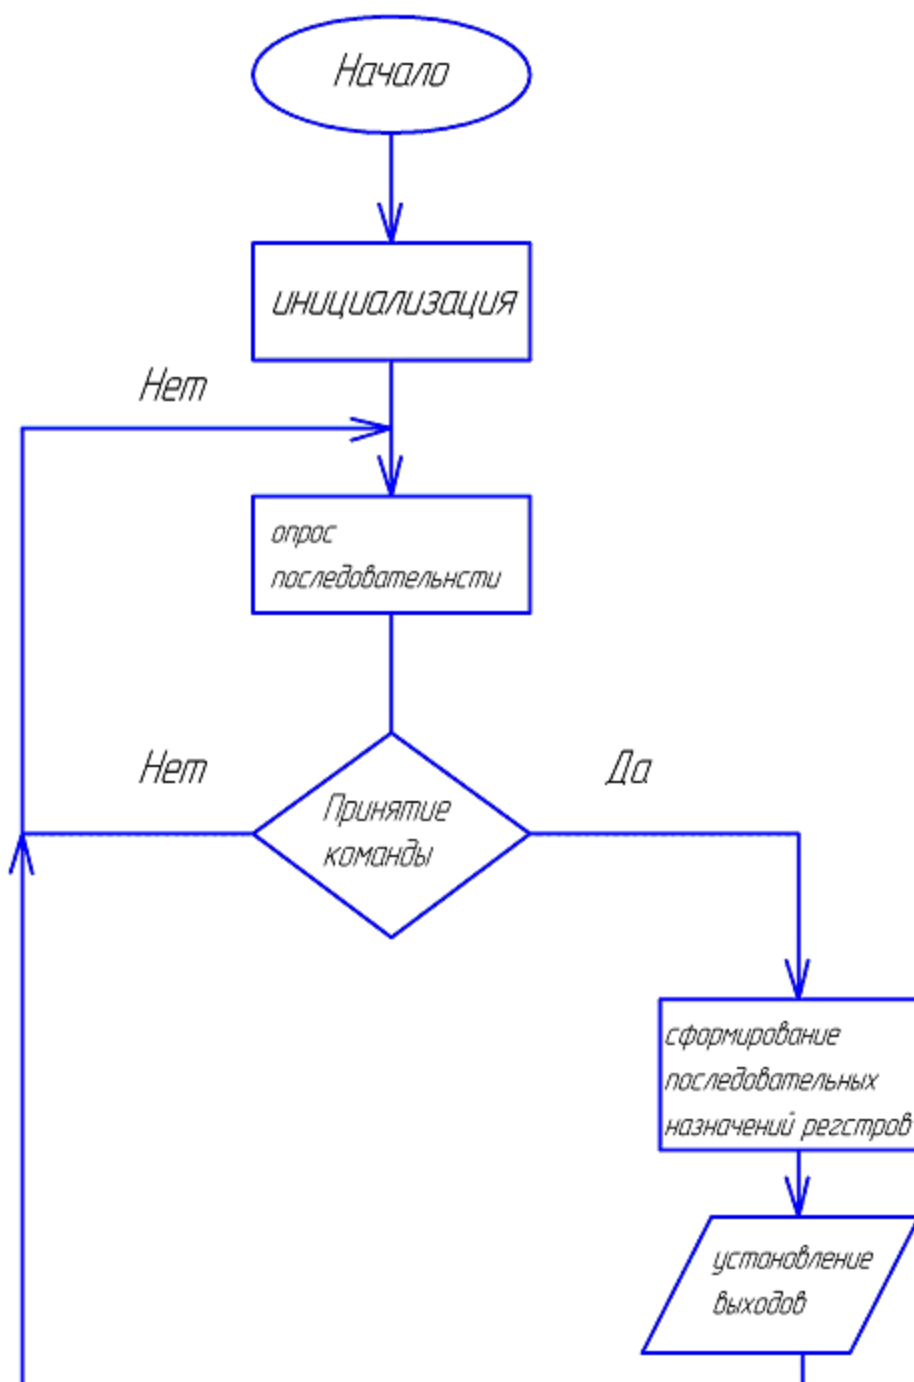 Начало
инициализация
Нет
опрос
последовательнсти
Нет
Да
Принятие
команды
сформирование
последовательных
назначений регстров
установление
выходов